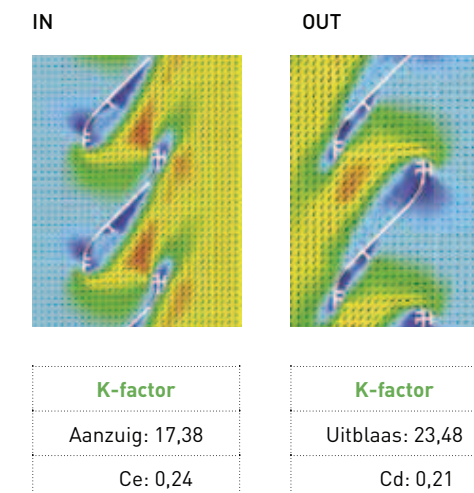 IN
OUT
K-factor
K-factor
Aanzuig: 17,38
Uitblaas: 23,48
Ce: 0,24
Cd: 0,21